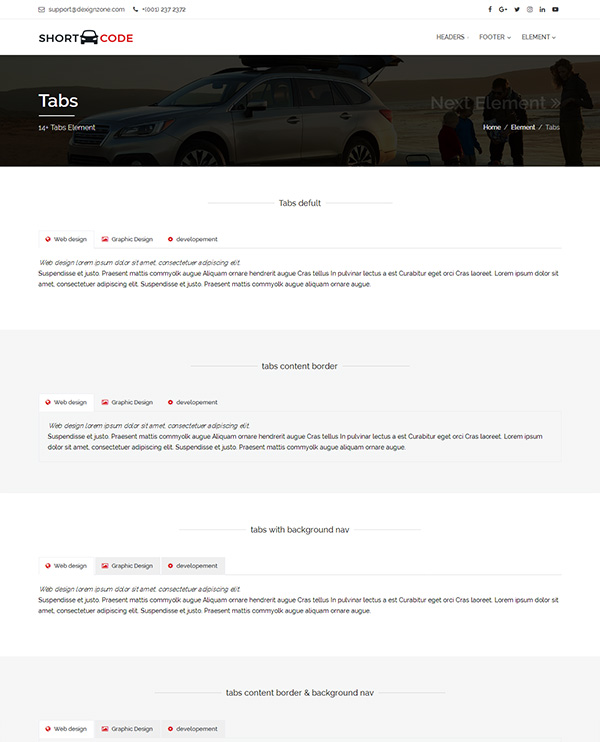 support@dexignzone.com +(001) 237 2372
SHORT CODE HEADERS FOOTER ELEMENT
Tabs
Next Element »
14+ Tabs Element
Home / Element / Tabs
Tabs defult
Web design Graphic Design developement
Web design lorem ipsum dolor sit amet, consectetuer adipiscing elit.
Suspendisse et justo. Praesent mattis commyolk augue Aliquam ornare hendrerit augue Cras tellus In pulvinar lectus a est Curabitur eget orci Cras laoreet. Lorem ipsum dolor sit
amet, consectetuer adipiscing elit. Suspendisse et justo. Praesent mattis commyolk augue aliquam ornare augue.
tabs content border
Web design Graphic Design developement
Web design lorem ipsum dolor sit amet, consectetuer adipiscing elit.
Suspendisse et justo. Praesent mattis commyolk augue Aliquam ornare hendrerit augue Cras tellus In pulvinar lectus a est Curabitur eget orci Cras laoreet. Lorem ipsum dolor
sit amet, consectetuer adipiscing elit. Suspendisse et justo. Praesent mattis commyolk augue aliquam ornare augue.
tabs with background nav
Web design Graphic Design developement
Web design lorem ipsum dolor sit amet, consectetuer adipiscing elit.
Suspendisse et justo. Praesent mattis commyolk augue Aliquam ornare hendrerit augue Cras tellus In pulvinar lectus a est Curabitur eget orci Cras laoreet. Lorem ipsum dolor sit
amet, consectetuer adipiscing elit. Suspendisse et justo. Praesent mattis commyolk augue aliquam ornare augue.
tabs content border & background nav
Web design Graphic Design developement